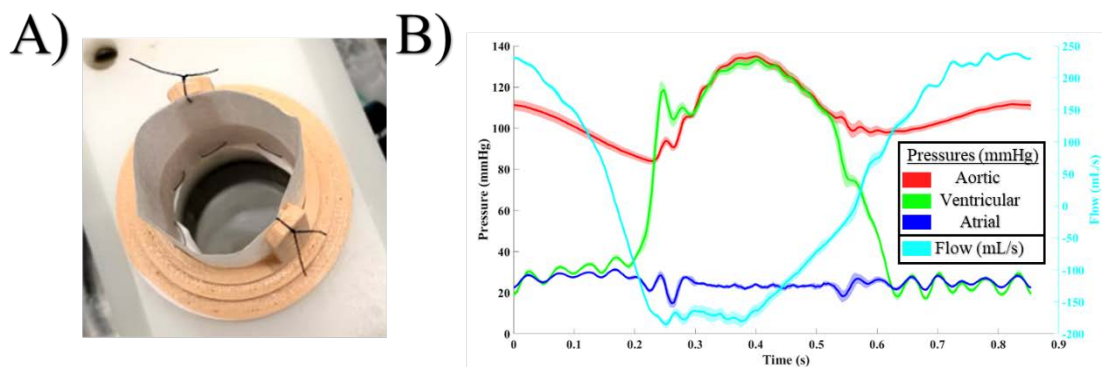 A)
B)
140
120
100
80
60
40
20
0
Pressure (mmHg)
0 0.1 0.2 0.3 0.4 0.5 0.6 0.7 0.8 0.9
Time (s)
250
200
150
100
50
0
-50
-100
-150
-200
Flow (mL/s)
Pressures (mmHg)
Aortic
Ventricular
Atrial
Flow (mL/s)